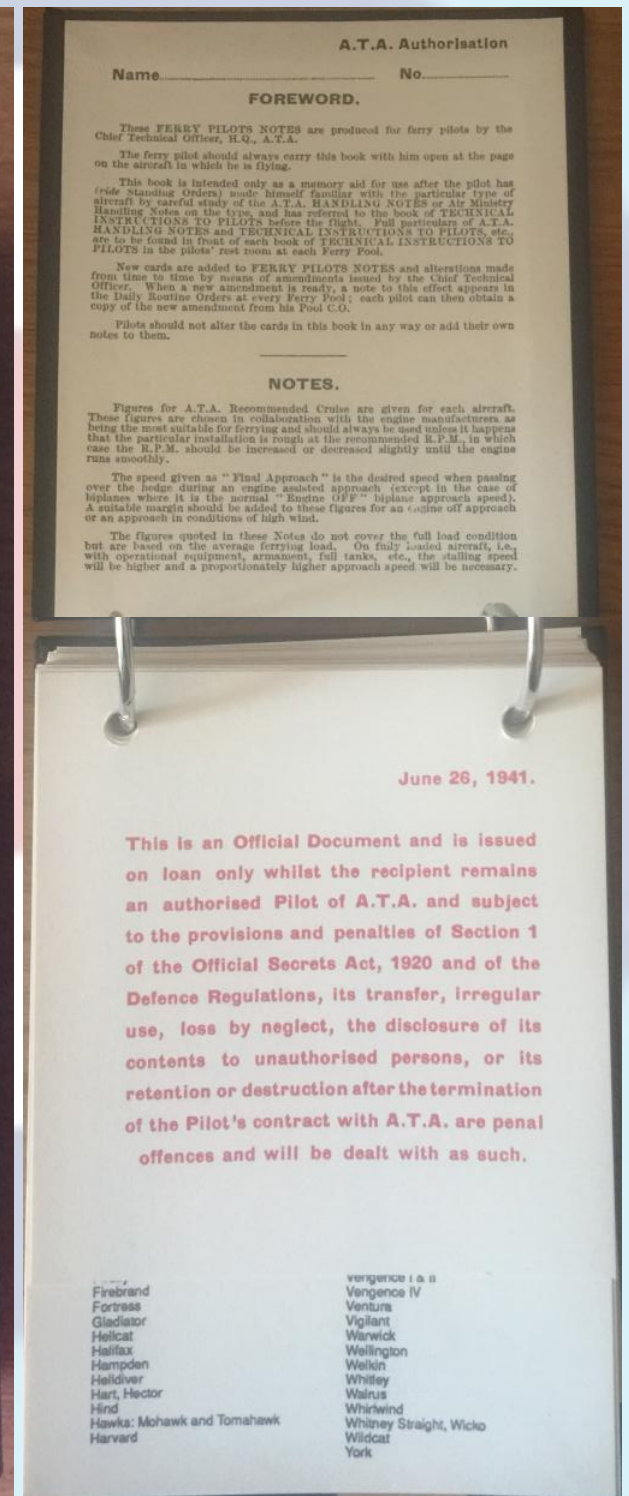 A.T.A. Authorisation
Name.................... No....................
FOREWORD.
These FERRY PILOTS NOTES are produced for ferry pilots by the
Chief Technical Officer, H.Q., A.T.A.
The ferry pilot should always carry this book with him open at the page
on the aircraft in which he is flying.
This book is intended only as a memory aid for use after the pilot has
(vide Standing Orders) made himself familiar with the particular type of
aircraft by careful study of the A.T.A. HANDLING NOTES or Air Ministry
Handling Notes on the type, and has referred to the book of TECHNICAL
INSTRUCTIONS TO PILOTS before the flight. Full particulars of A.T.A.
HANDLING NOTES and TECHNICAL INSTRUCTIONS TO PILOTS, etc.,
are to be found in front of each book of TECHNICAL INSTRUCTIONS TO
PILOTS in the pilots' rest room at each Ferry Pool.
New cards are added to FERRY PILOTS NOTES and alterations made
from time to time by means of amendments issued by the Chief Technical
Officer. When a new amendment is ready, a note to this effect appears in
the Daily Routine Orders at every Ferry Pool; each pilot can then obtain a
copy of the new amendment from his Pool C.O.
Pilots should not alter the cards in this book in any way or add their own
notes to them.
NOTES.
Figures for A.T.A. Recommended Cruise are given for each aircraft.
These figures are chosen in collaboration with the engine manufacturers as
being the most suitable for ferrying and should always be used unless it happens
that the particular installation is rough at the recommended R.P.M., in which
case the R.P.M. should be increased or decreased slightly until the engine
runs smoothly.
The speed given as " Final Approach " is the desired speed when passing
over the hedge during an engine assisted approach (except in the case of
biplanes where it is the normal " Engine OFF " biplane approach speed).
A suitable margin should be added to these figures for an engine off approach
or an approach in conditions of high wind.
The figures quoted in these Notes do not cover the full load condition
but are based on the average ferrying load. On fully loaded aircraft, i.e.,
with operational equipment, armament, full tanks, etc., the stalling speed
will be higher and a proportionately higher approach speed will be necessary.
June 26, 1941.
This is an Official Document and is issued
on loan only whilst the recipient remains
an authorised Pilot of A.T.A. and subject
to the provisions and penalties of Section 1
of the Official Secrets Act, 1920 and of the
Defence Regulations, its transfer, irregular
use, loss by neglect, the disclosure of its
contents to unauthorised persons, or its
retention or destruction after the termination
of the Pilot's contract with A.T.A. are penal
offences and will be dealt with as such.
Firebrand
Fortress
Gladiator
Hellcat
Halifax
Hampden
Helldiver
Hart, Hector
Hind
Hawks: Mohawk and Tomahawk
Harvard
Vengence I & II
Vengence IV
Ventura
Vigilant
Warwick
Wellington
Welkin
Whitley
Walrus
Whirlwind
Whitney Straight, Wicko
Wildcat
York